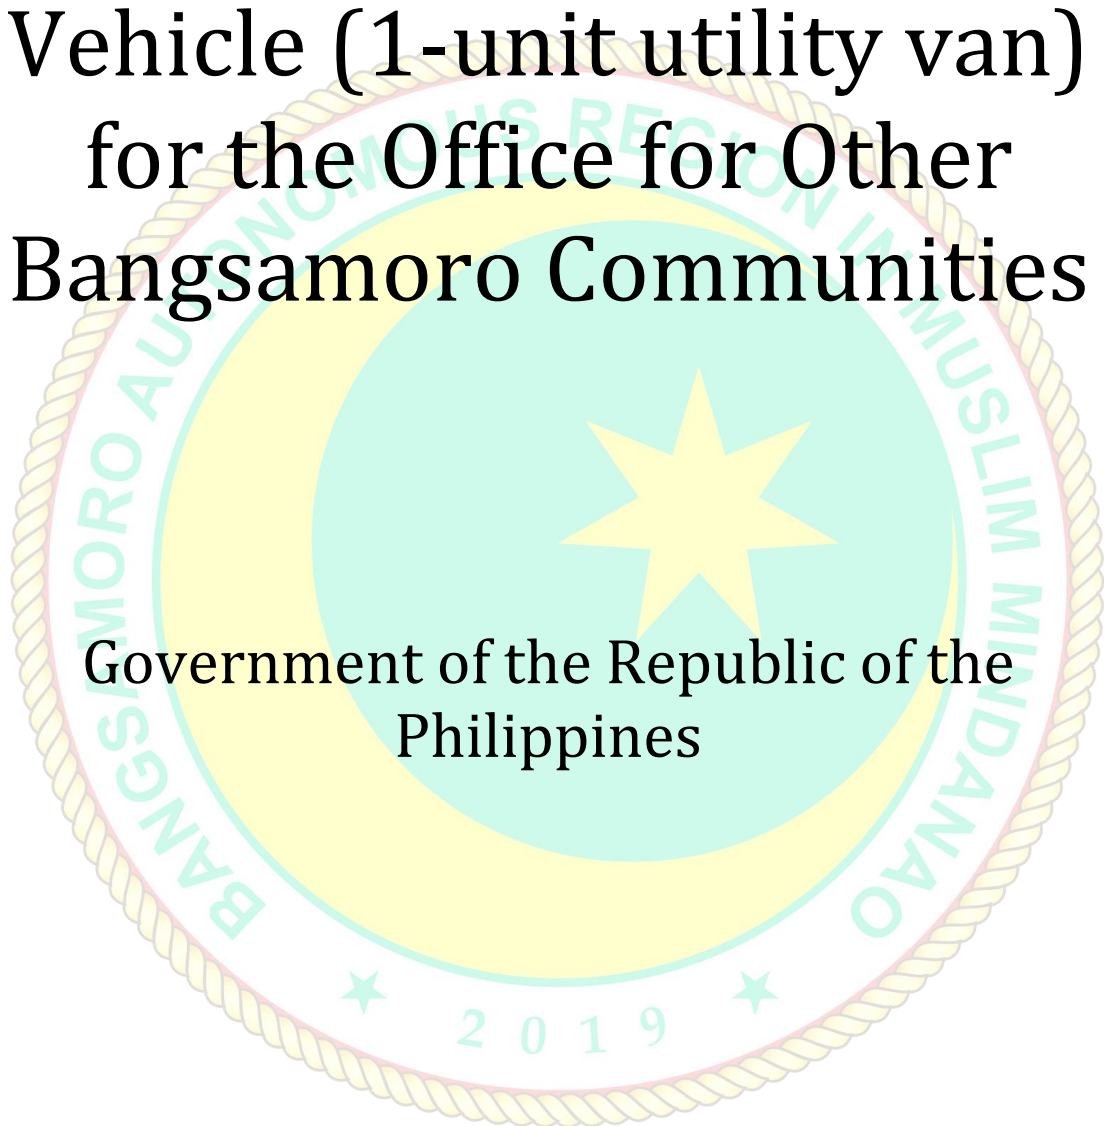 Vehicle (1-unit utility van)
for the Office for Other
Bangsamoro Communities
Government of the Republic of the
Philippines
BANGSAMORO AUTONOMOUS REGION IN MUSLIM MINDANAO
2019